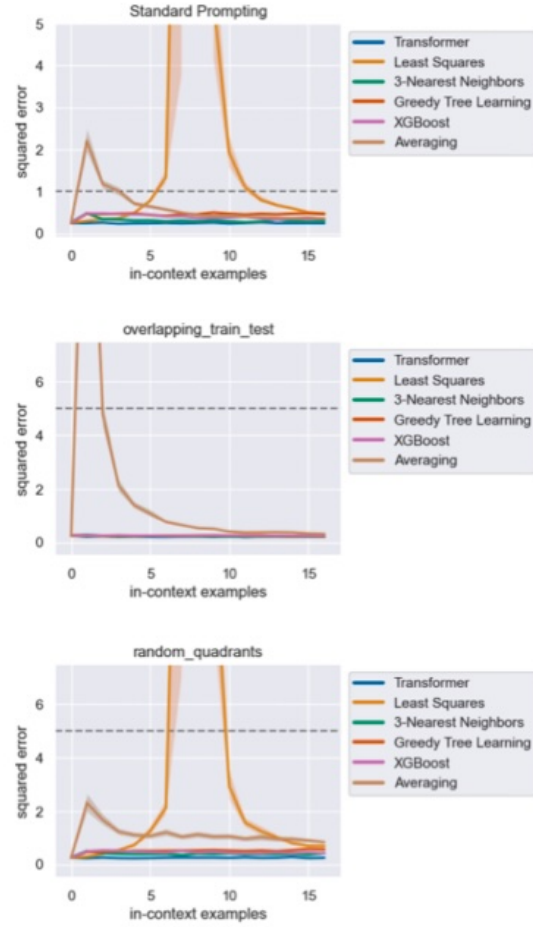 Standard Prompting
5
4
3
2
1
0
squared error
0 5 10 15
in-context examples
Transformer
Least Squares
3-Nearest Neighbors
Greedy Tree Learning
XGBoost
Averaging
overlapping_train_test
6
4
2
0
squared error
0 5 10 15
in-context examples
Transformer
Least Squares
3-Nearest Neighbors
Greedy Tree Learning
XGBoost
Averaging
random_quadrants
6
4
2
0
squared error
0 5 10 15
in-context examples
Transformer
Least Squares
3-Nearest Neighbors
Greedy Tree Learning
XGBoost
Averaging